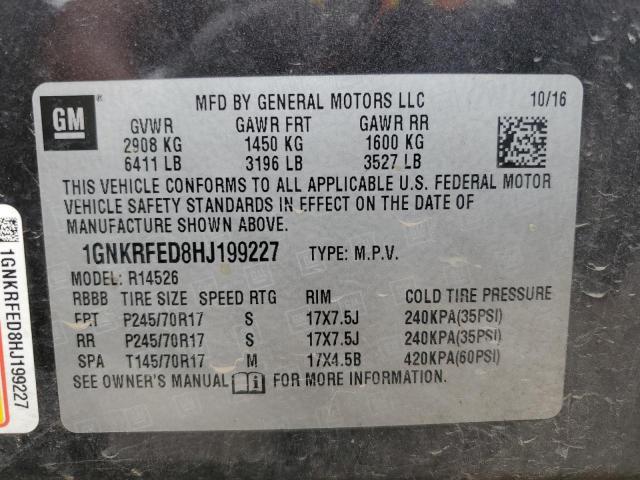 GM
MFD BY GENERAL MOTORS LLC 10/16
GVWR GAWR FRT GAWR RR
2908 KG 1450 KG 1600 KG
6411 LB 3196 LB 3527 LB
THIS VEHICLE CONFORMS TO ALL APPLICABLE U.S. FEDERAL MOTOR
VEHICLE SAFETY STANDARDS IN EFFECT ON THE DATE OF
MANUFACTURE SHOWN ABOVE.
1GNKRFED8HJ199227 TYPE: M.P.V.
MODEL: R14526
RBBB TIRE SIZE SPEED RTG RIM COLD TIRE PRESSURE
FRT P245/70R17 S 17X7.5J 240KPA(35PSI)
RR P245/70R17 S 17X7.5J 240KPA(35PSI)
SPA T145/70R17 M 17X4.5B 420KPA(60PSI)
SEE OWNER'S MANUAL FOR MORE INFORMATION.
1GNKRFED8HJ199227